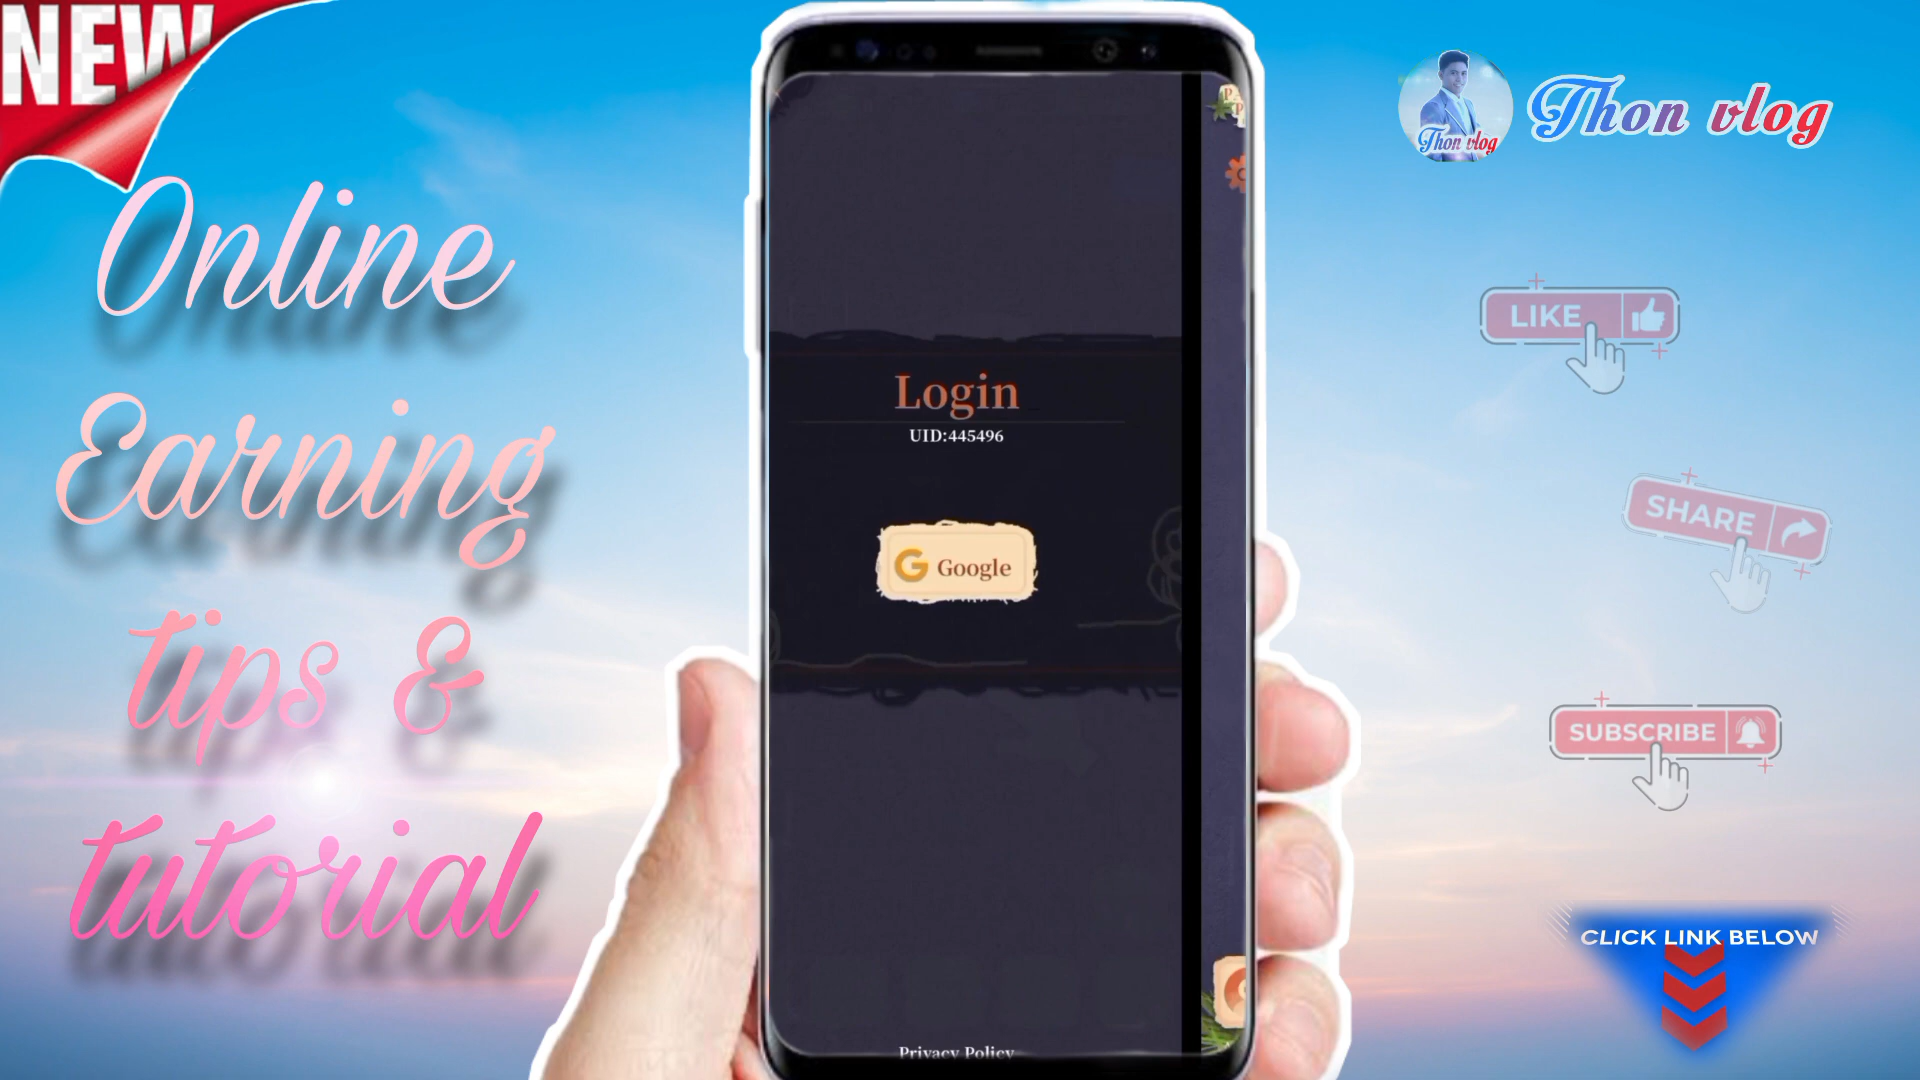 NEW
Online
Earning
tips &
tutorial
Login
UID:445496
G Google
Privacy Policy
Thon vlog
Thon vlog
LIKE
SHARE
SUBSCRIBE
CLICK LINK BELOW